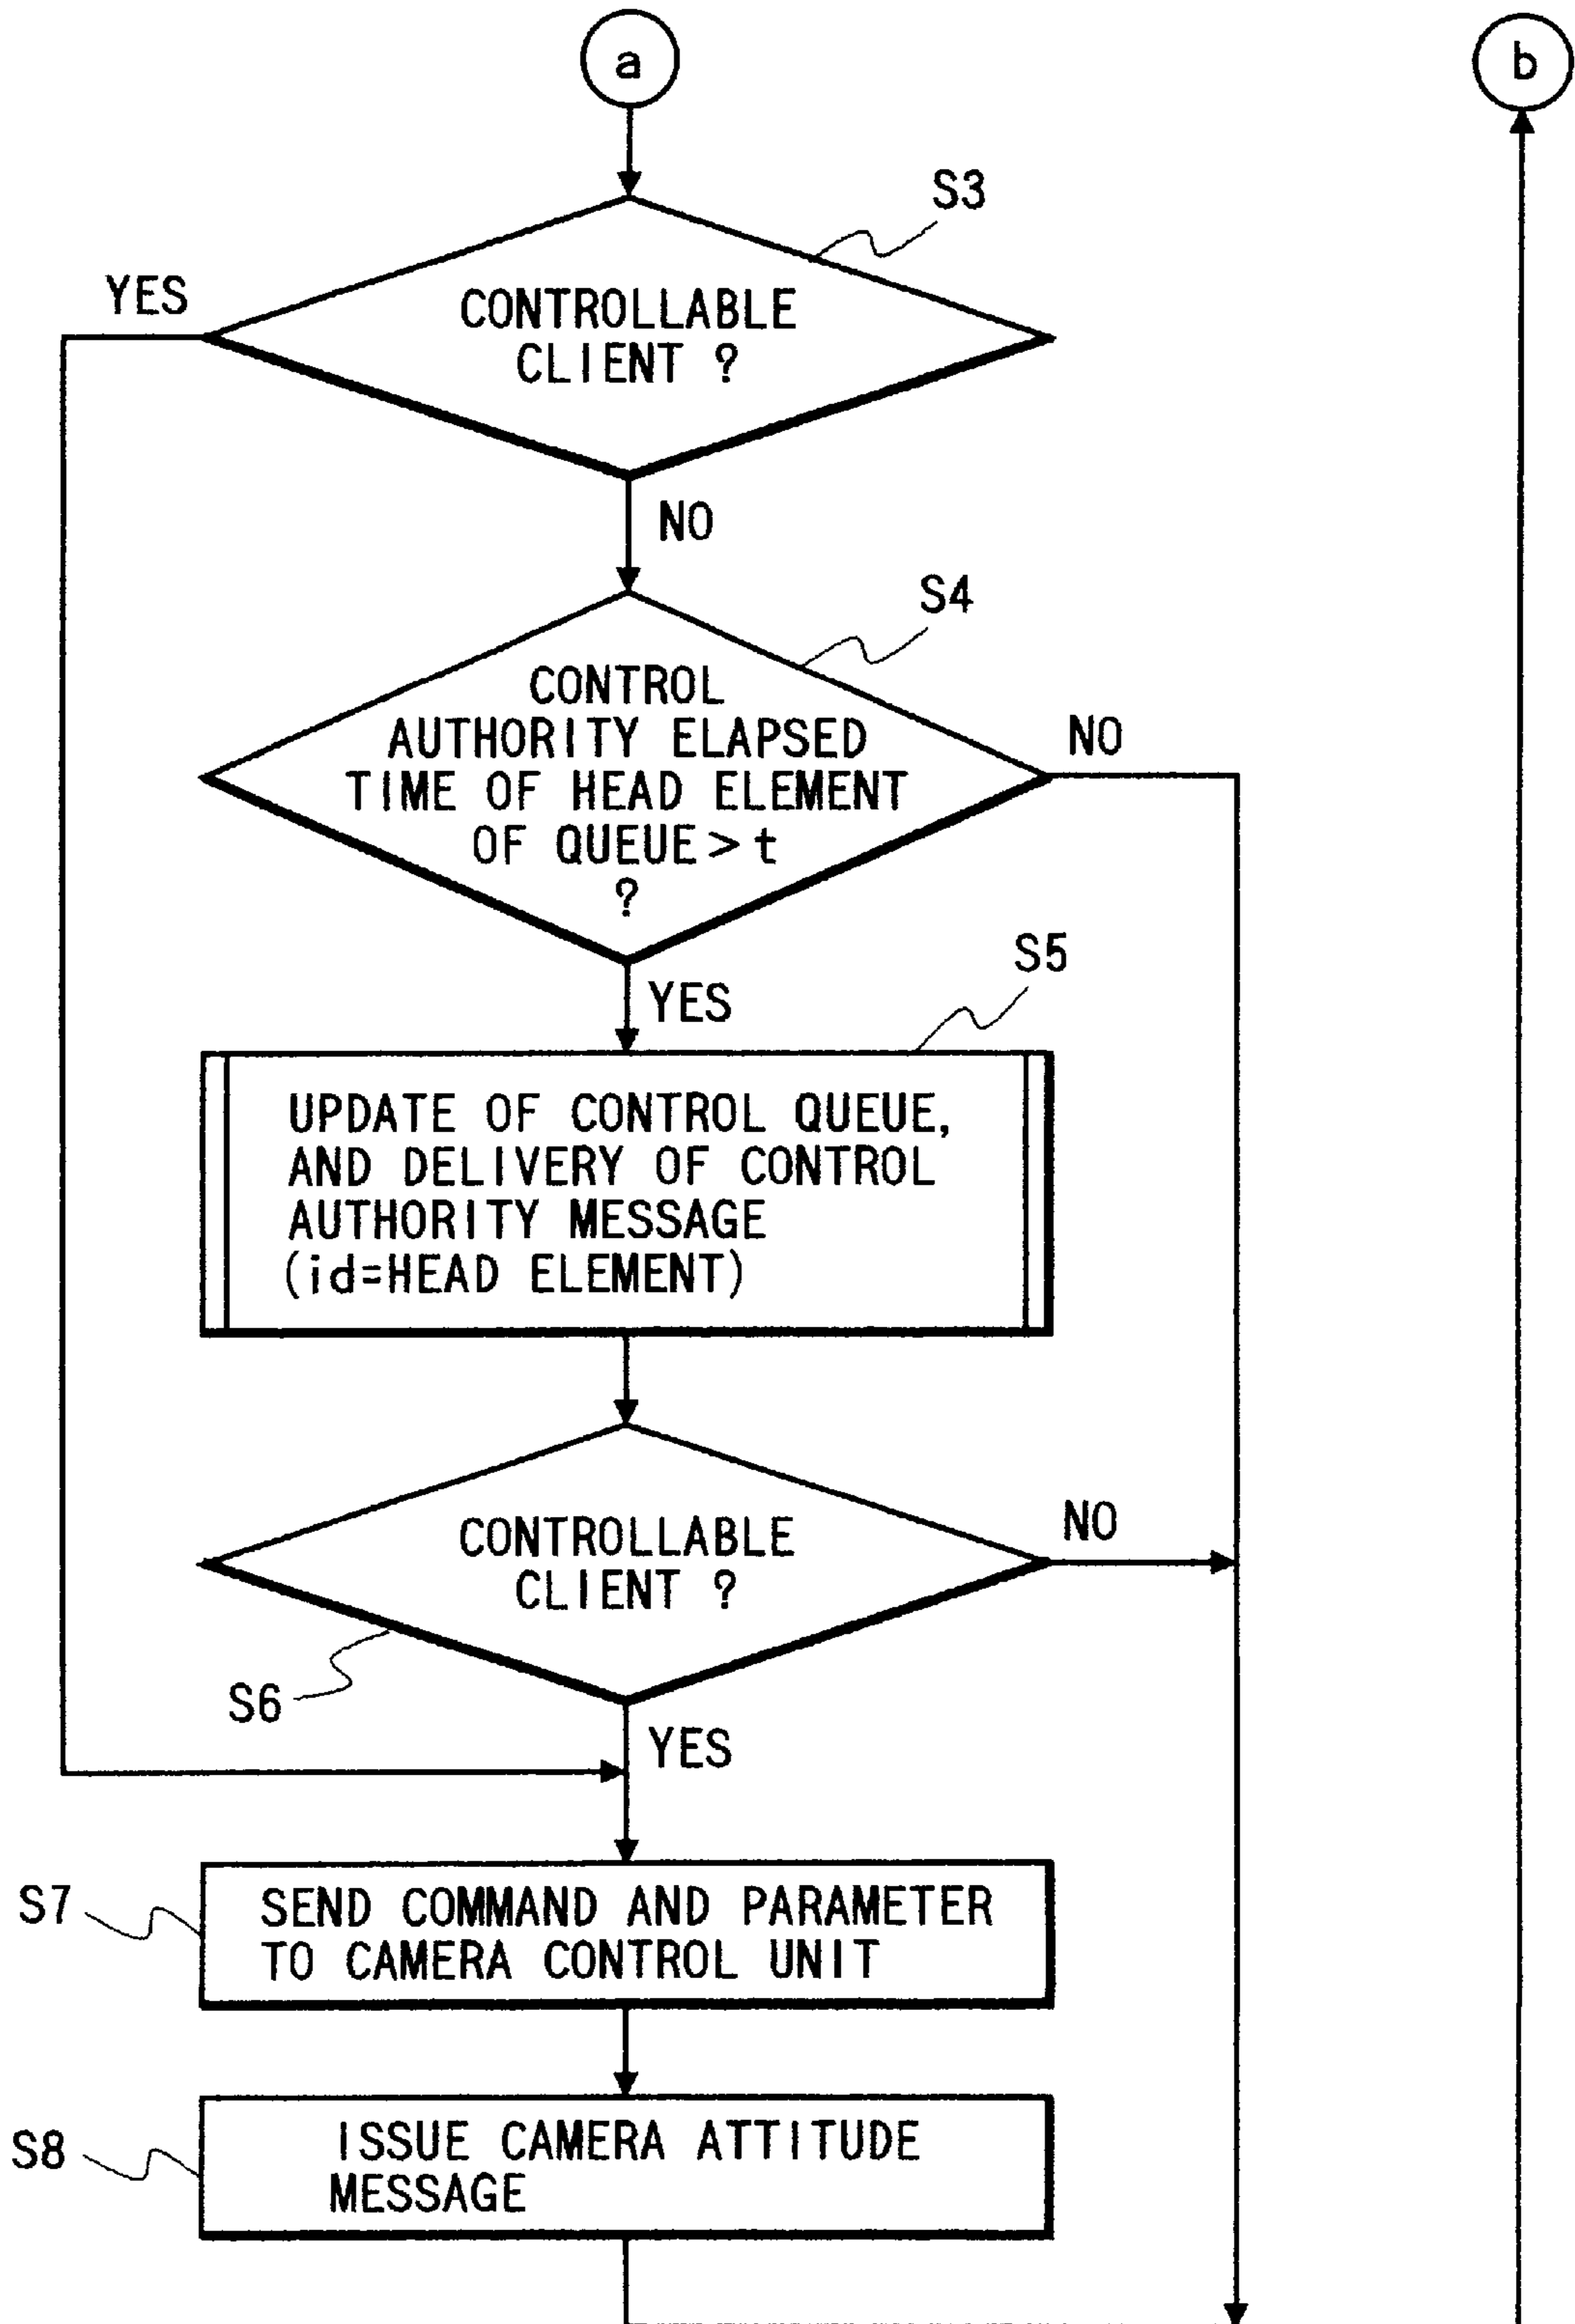 a
b
S3
YES
CONTROLLABLE
CLIENT ?
NO
S4
CONTROL
AUTHORITY ELAPSED
TIME OF HEAD ELEMENT
OF QUEUE>t
?
NO
YES
S5
UPDATE OF CONTROL QUEUE,
AND DELIVERY OF CONTROL
AUTHORITY MESSAGE
(id=HEAD ELEMENT)
CONTROLLABLE
CLIENT ?
NO
S6
YES
S7
SEND COMMAND AND PARAMETER
TO CAMERA CONTROL UNIT
S8
ISSUE CAMERA ATTITUDE
MESSAGE